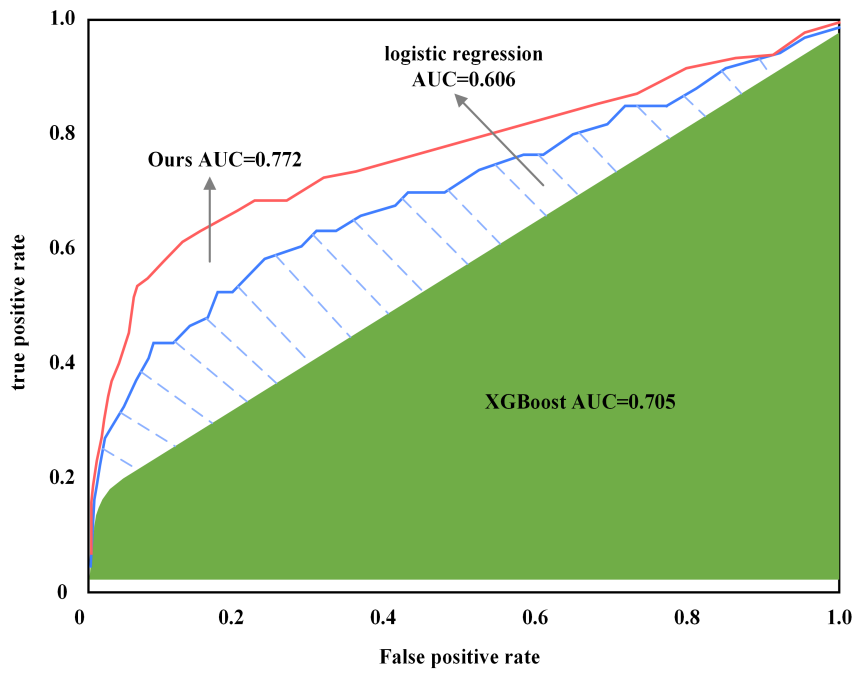 1.0
logistic regression
AUC=0.606
0.8
Ours AUC=0.772
0.6
true positive rate
0.4
XGBoost AUC=0.705
0.2
0
0 0.2 0.4 0.6 0.8 1.0
False positive rate